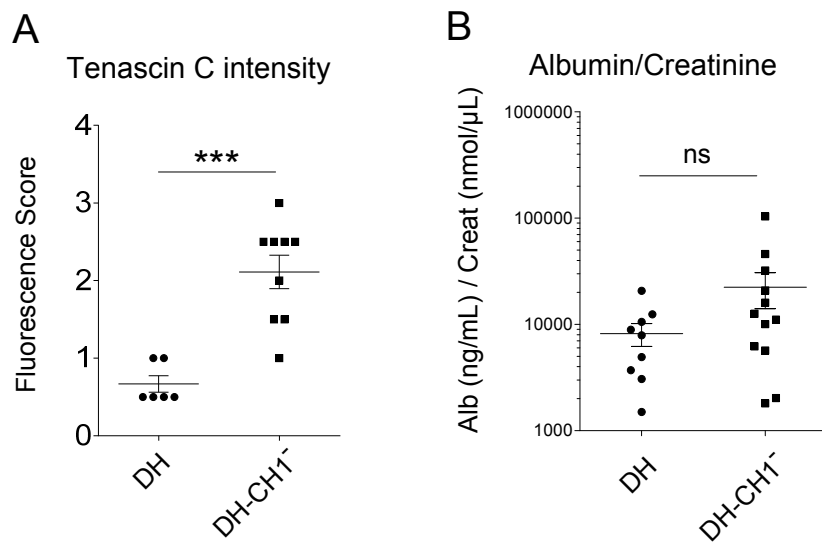 A
Tenascin C intensity
Fluorescence Score
4
3
2
1
0
***
DH
DH-CH1⁻
B
Albumin/Creatinine
Alb (ng/mL) / Creat (nmol/µL)
1000000
100000
10000
1000
ns
DH
DH-CH1⁻